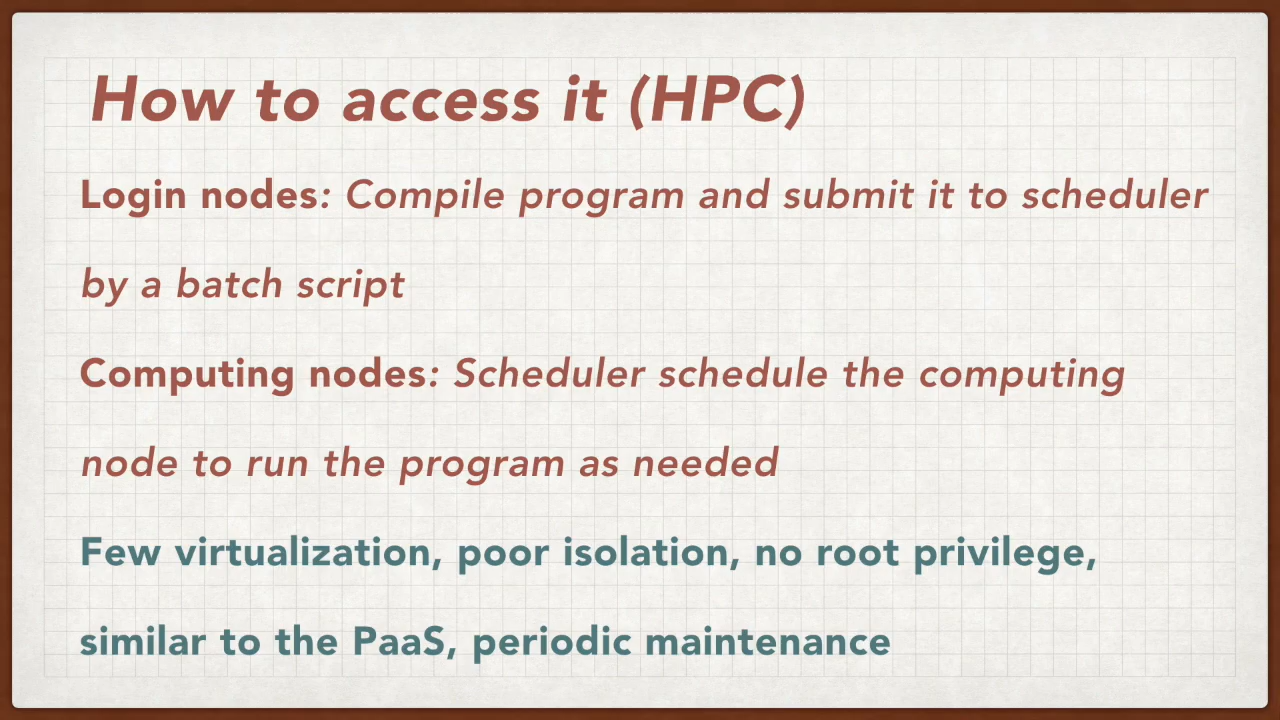 How to access it (HPC)
Login nodes: Compile program and submit it to scheduler
by a batch script
Computing nodes: Scheduler schedule the computing
node to run the program as needed
Few virtualization, poor isolation, no root privilege,
similar to the PaaS, periodic maintenance